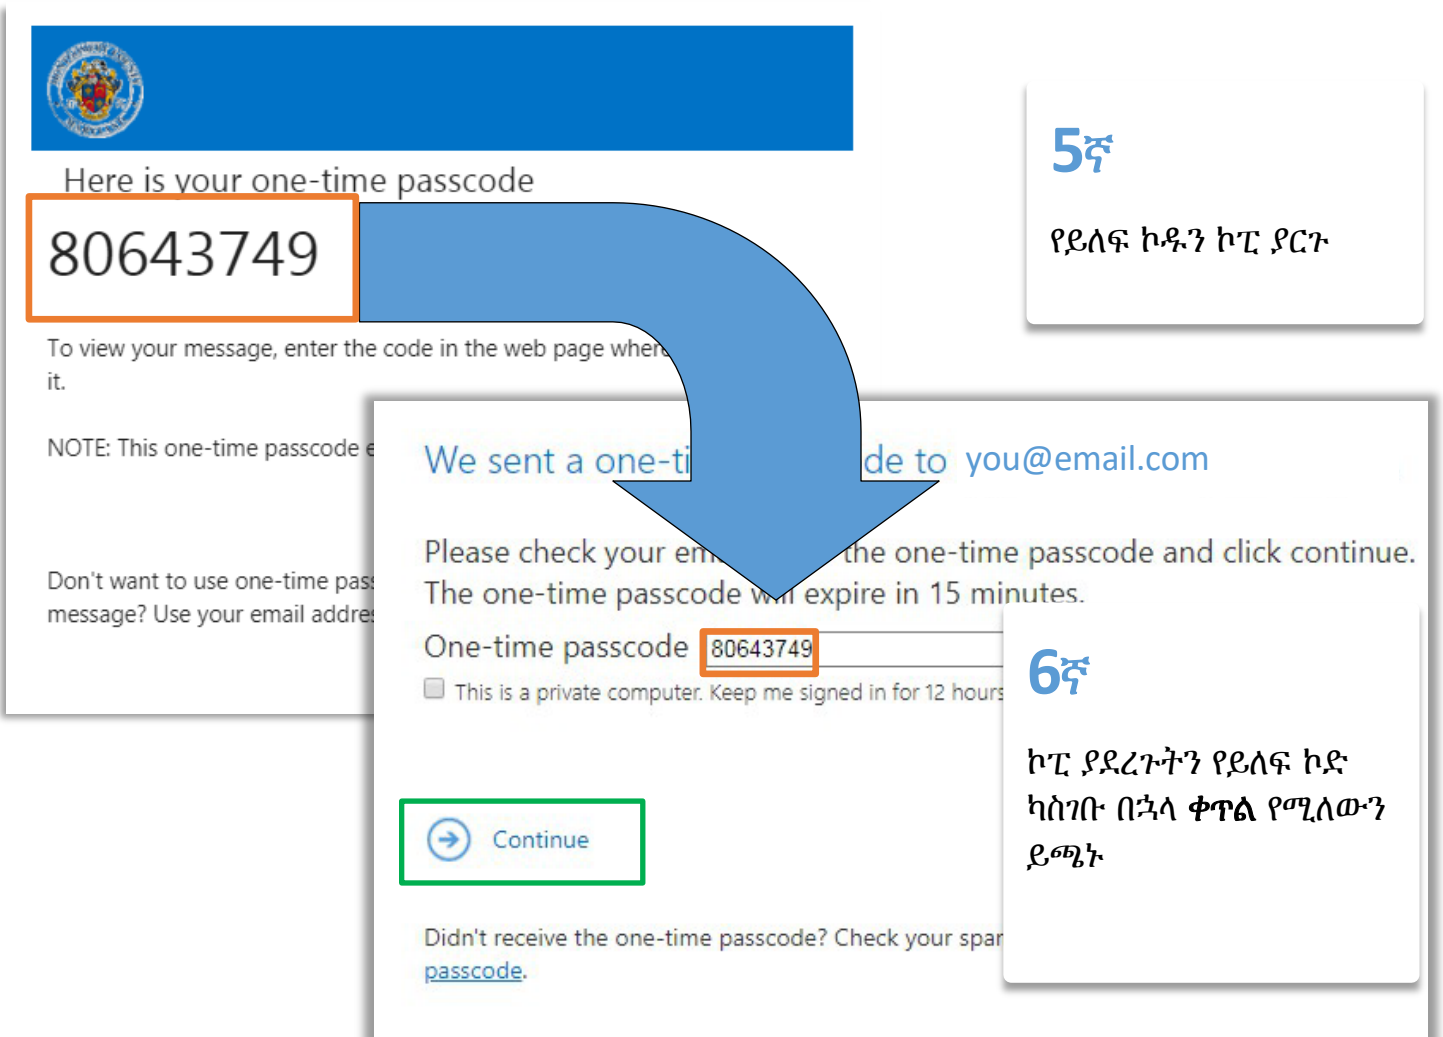 Here is your one-time passcode
80643749
To view your message, enter the code in the web page where
it.
NOTE: This one-time passcode
Don't want to use one-time
message? Use your email
5ኛ
የይለፍ ኮዱን ኮፒ ያርጉ
We sent a one-ti de to you@email.com
Please check your the one-time passcode and click continue.
The one-time passcode will expire in 15 minutes.
One-time passcode 80643749
This is a private computer. Keep me signed in for 12 hours
Continue
Didn't receive the one-time passcode? Check your
passcode.
6ኛ
ኮፒ ያደረጉትን የይለፍ ኮድ
ካስገቡ በኋላ ቀጥል የሚለውን
ይጫኑ